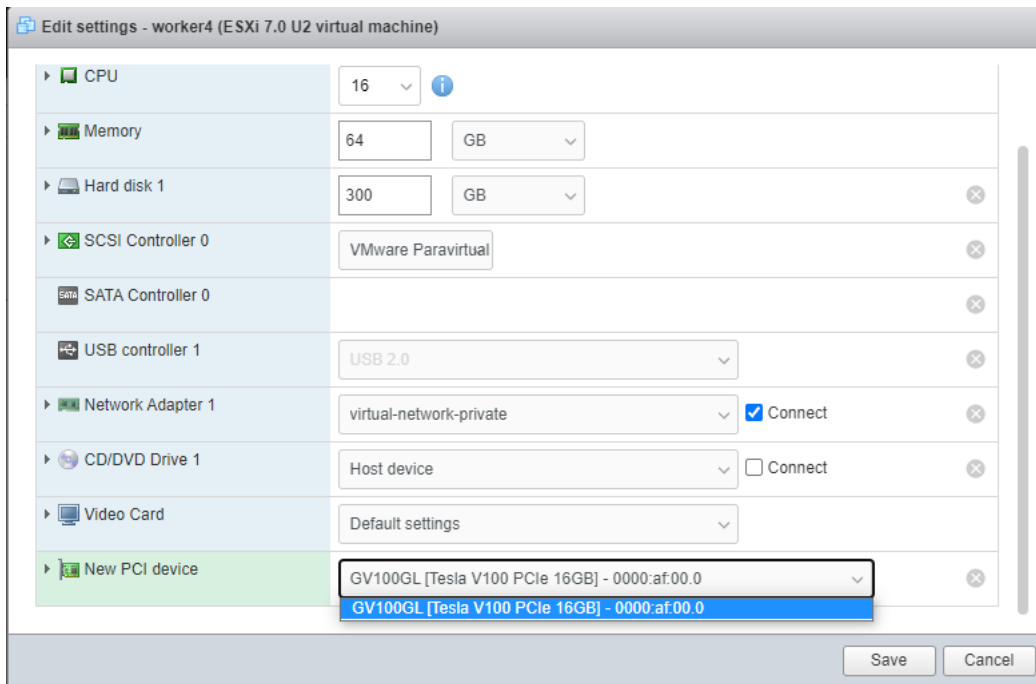 Edit settings - worker4 (ESXi 7.0 U2 virtual machine)
CPU
16
Memory
64 GB
Hard disk 1
300 GB
SCSI Controller 0
VMware Paravirtual
SATA
SATA Controller 0
USB controller 1
USB 2.0
Network Adapter 1
virtual-network-private
Connect
CD/DVD Drive 1
Host device
Connect
Video Card
Default settings
New PCI device
GV100GL [Tesla V100 PCIe 16GB] - 0000:af:00.0
GV100GL [Tesla V100 PCIe 16GB] - 0000:af:00.0
Save
Cancel